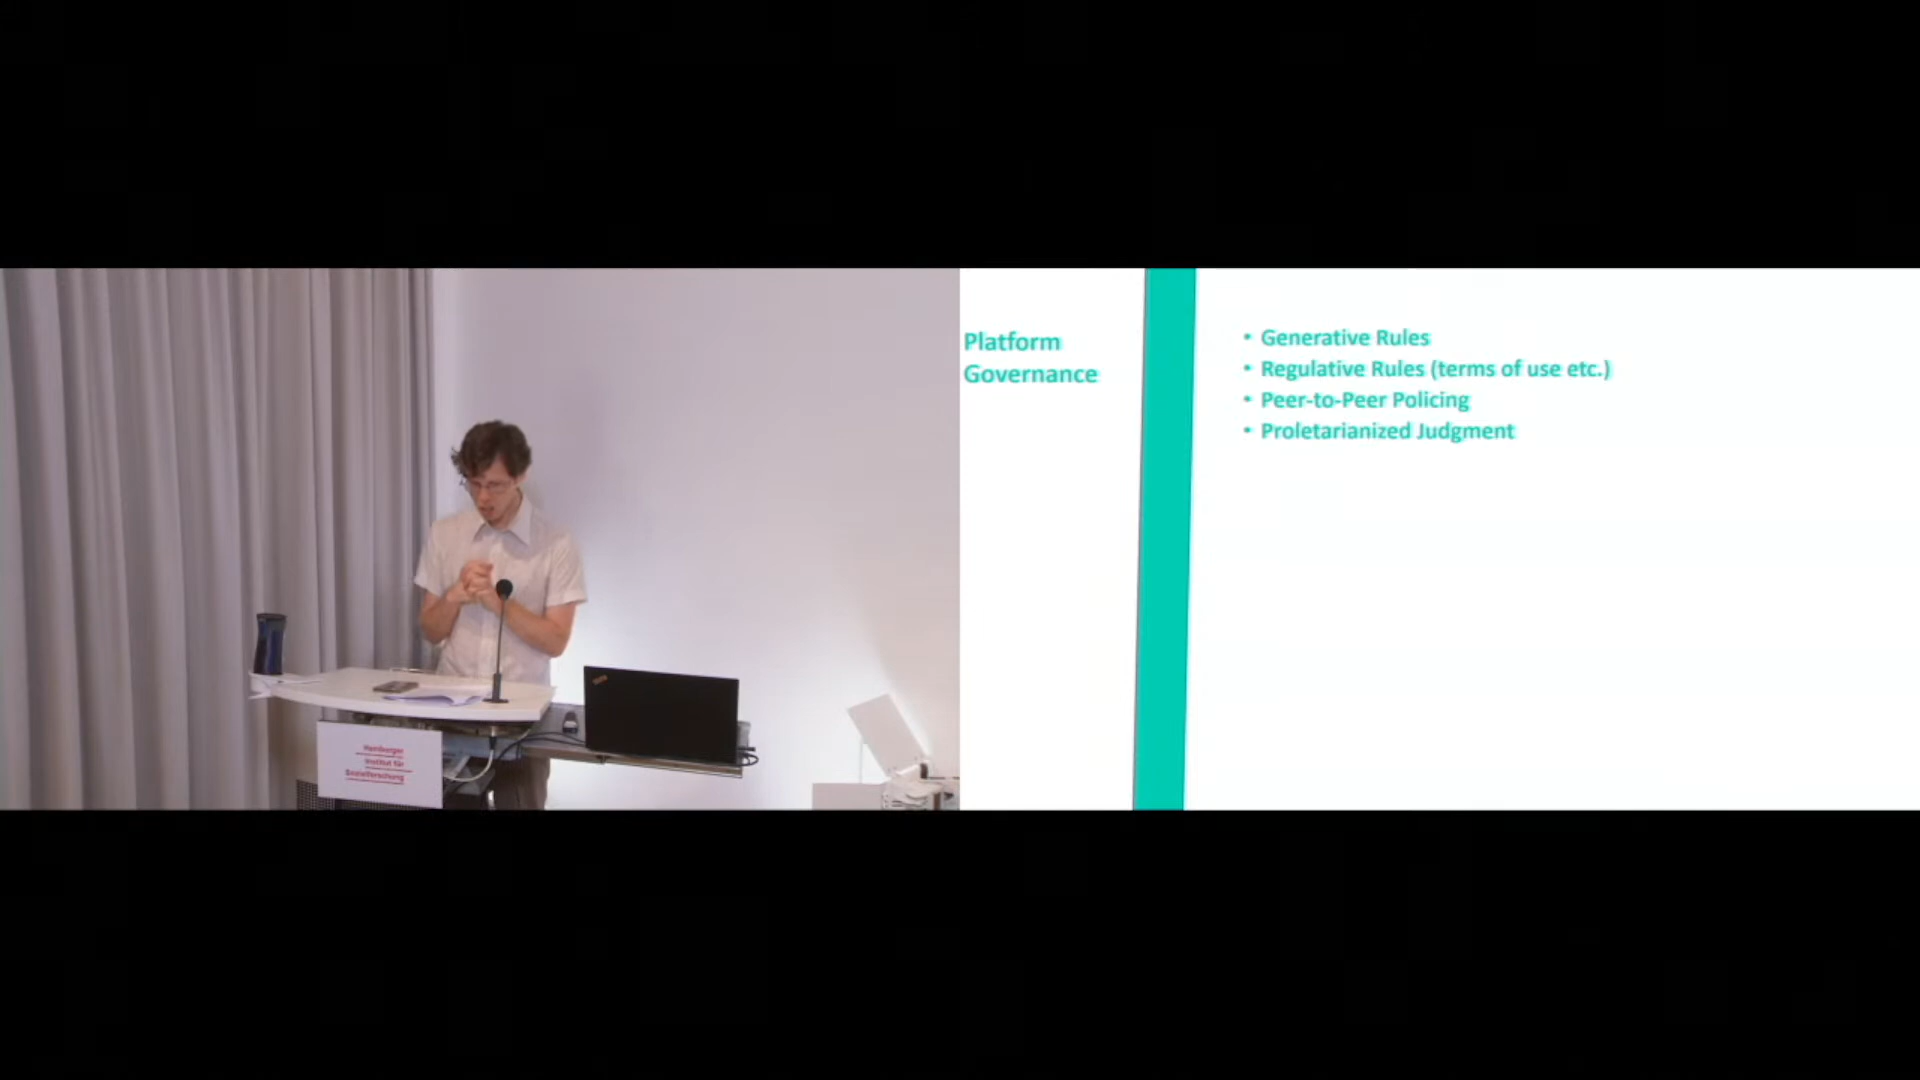 Platform
Governance
• Generative Rules
• Regulative Rules (terms of use etc.)
• Peer-to-Peer Policing
• Proletarianized Judgment
Hamburger
Institut für
Sozialforschung